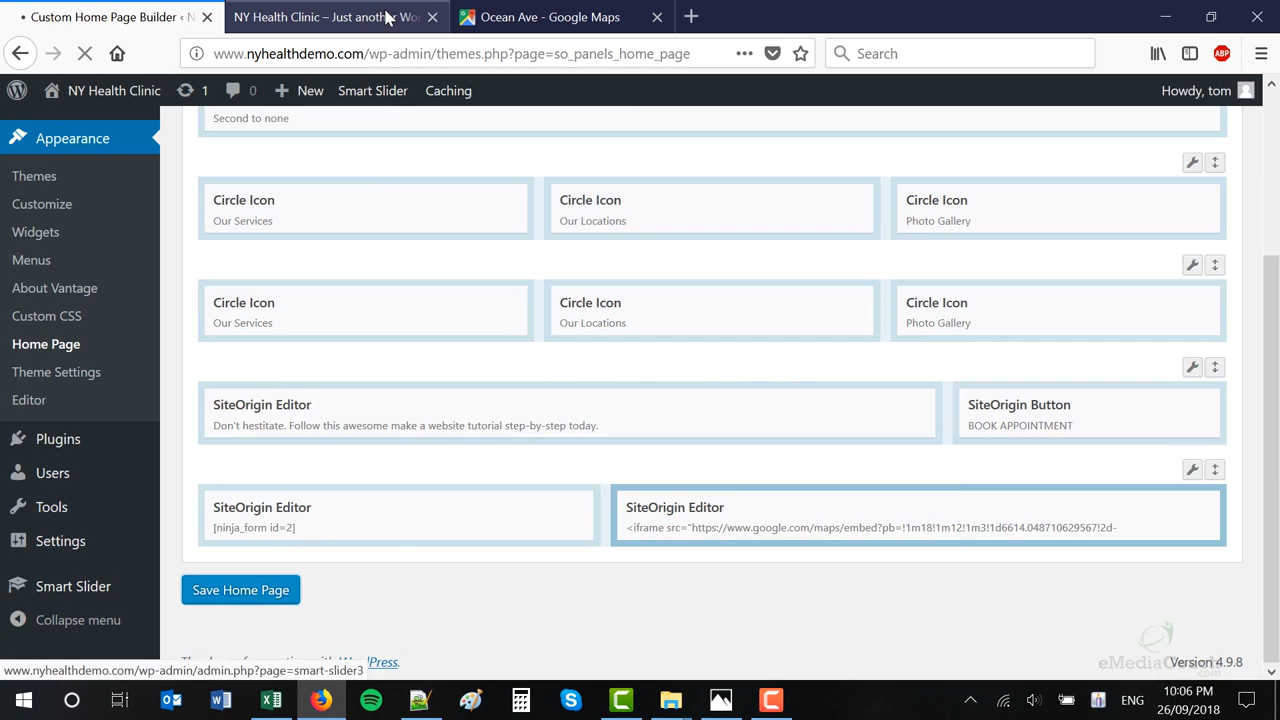 Custom Home Page Builder ‹ N
NY Health Clinic – Just another Wo
Ocean Ave - Google Maps
www.nyhealthdemo.com/wp-admin/themes.php?page=so_panels_home_page
Search
ABP
NY Health Clinic
1
0
New
Smart Slider
Caching
Howdy, tom
Appearance
Themes
Customize
Widgets
Menus
About Vantage
Custom CSS
Home Page
Theme Settings
Editor
Plugins
Users
Tools
Settings
Smart Slider
Collapse menu
Second to none
Circle Icon
Our Services
Circle Icon
Our Locations
Circle Icon
Photo Gallery
Circle Icon
Our Services
Circle Icon
Our Locations
Circle Icon
Photo Gallery
SiteOrigin Editor
Don't hestitate. Follow this awesome make a website tutorial step-by-step today.
SiteOrigin Button
BOOK APPOINTMENT
SiteOrigin Editor
[ninja_form id=2]
SiteOrigin Editor
<iframe src="https://www.google.com/maps/embed?pb=!1m18!1m12!1m3!1d6614.048710629567!2d-
Save Home Page
WordPress.
Version 4.9.8
www.nyhealthdemo.com/wp-admin/admin.php?page=smart-slider3
ENG
10:06 PM
26/09/2018